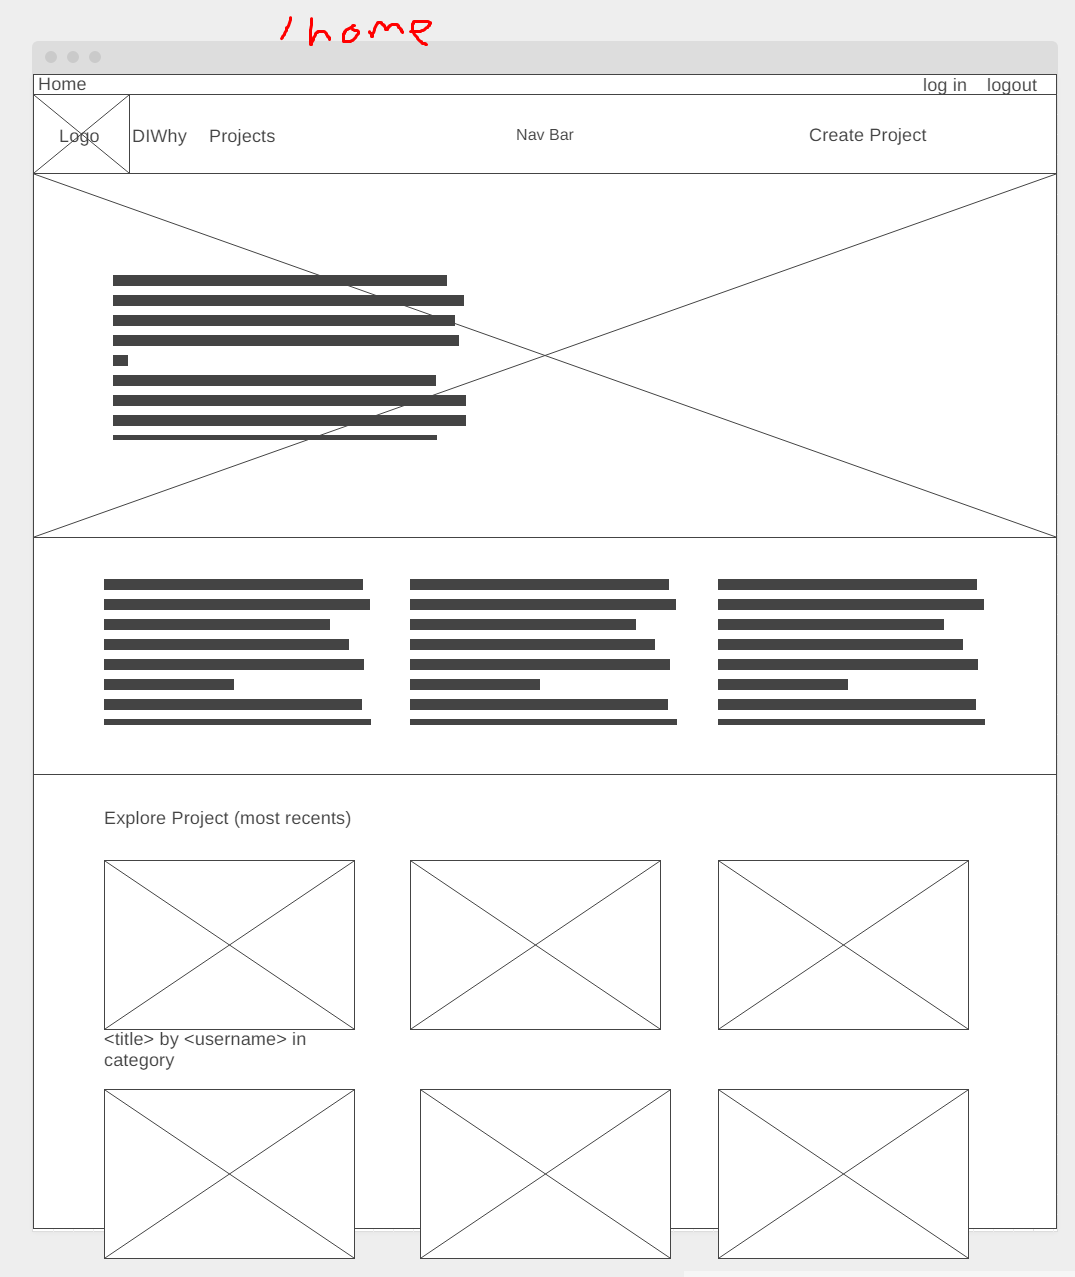 /home
Home log in logout
Logo DIWhy Projects Nav Bar Create Project
Explore Project (most recents)
<title> by <username> in
category